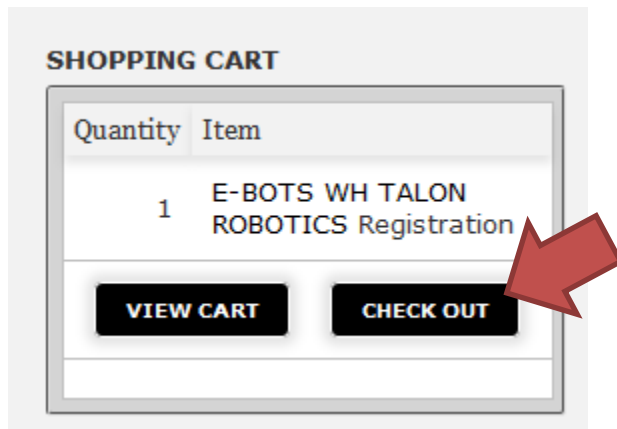 SHOPPING CART
Quantity Item
1 E-BOTS WH TALON
ROBOTICS Registration
VIEW CART CHECK OUT